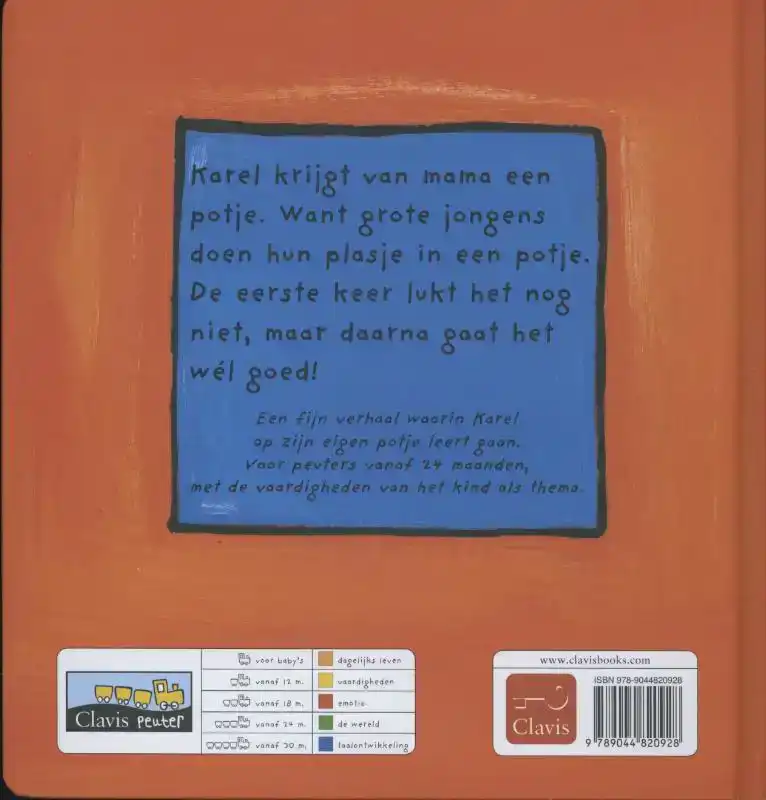 Karel krijgt van mama een
potje. Want grote jongens
doen hun plasje in een potje.
De eerste keer lukt het nog
niet, maar daarna gaat het
wél goed!
Een fijn verhaal waarin Karel
op zijn eigen potje leert gaan.
Voor peuters vanaf 24 maanden,
met de vaardigheden van het kind als thema.
Clavis peuter
voor baby's
vanaf 12 m.
vanaf 18 m.
vanaf 24 m.
vanaf 30 m.
dagelijks leven
vaardigheden
emotie
de wereld
taalontwikkeling
www.clavisbooks.com
Clavis
ISBN 978-9044820928
9 789044 820928